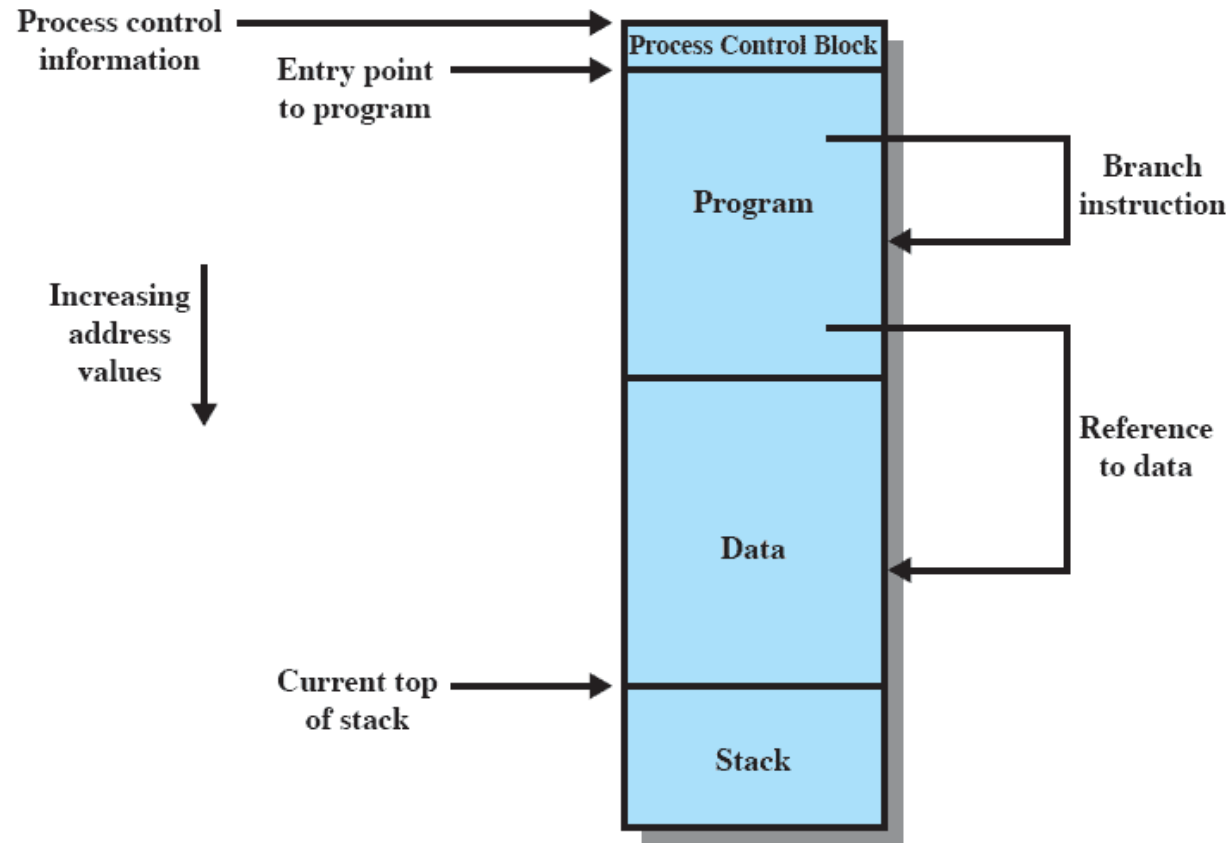 Process control
information
Process Control Block
Entry point
to program
Program
Branch
instruction
Increasing
address
values
Reference
to data
Data
Current top
of stack
Stack